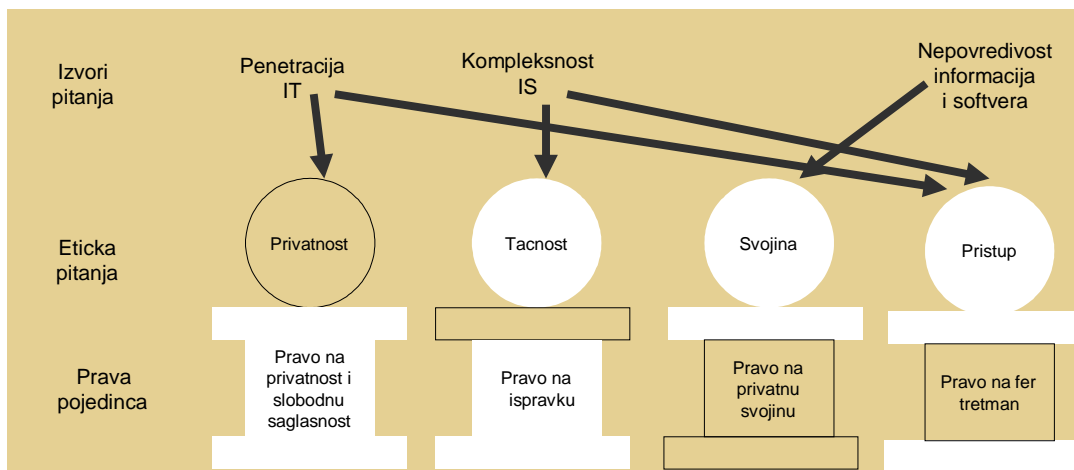 Izvori
pitanja
Penetracija
IT
Kompleksnost
IS
Nepovredivost
informacija
i softvera
Eticka
pitanja
Privatnost
Tacnost
Svojina
Pristup
Prava
pojedinca
Pravo na
privatnost i
slobodnu
saglasnost
Pravo na
ispravku
Pravo na
privatnu
svojinu
Pravo na fer
tretman